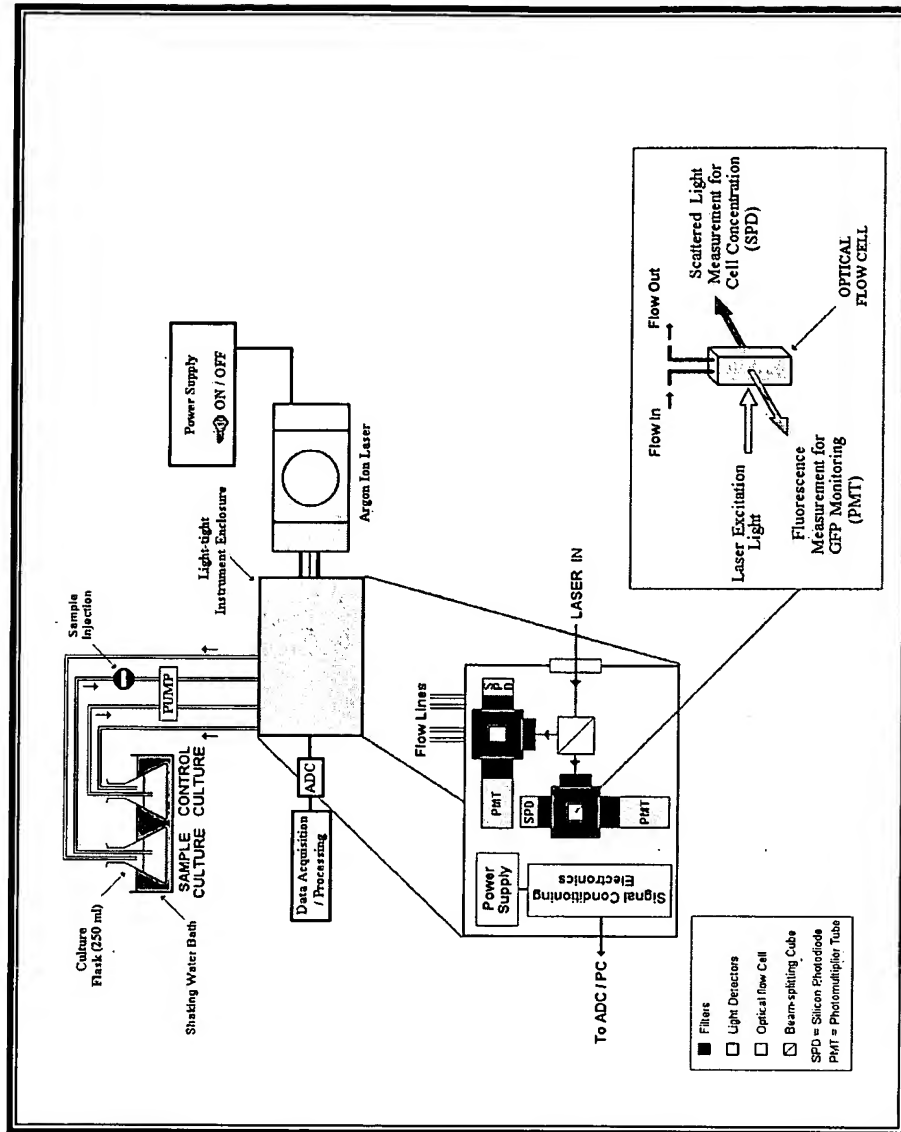 Culture
Flask (250 ml)
Shaking Water Bath
SAMPLE CONTROL
CULTURE CULTURE
Sample
Injection
PUMP
Light-tight
Instrument Enclosure
Power Supply
ON / OFF
Argon Ion Laser
ADC
Data Acquisition
/ Processing
Flow Lines
LASER IN
PMT
SPD
SPD
PMT
Power
Supply
Signal Conditioning
Electronics
To ADC / PC
Flow In
Flow Out
Laser Excitation
Light
Scattered Light
Measurement for
Cell Concentration
(SPD)
Fluorescence
Measurement for
GFP Monitoring
(PMT)
OPTICAL
FLOW CELL
Filters
Light Detectors
Optical flow Cell
Beam-splitting Cube
SPD = Silicon Photodiode
PMT = Photomultiplier Tube